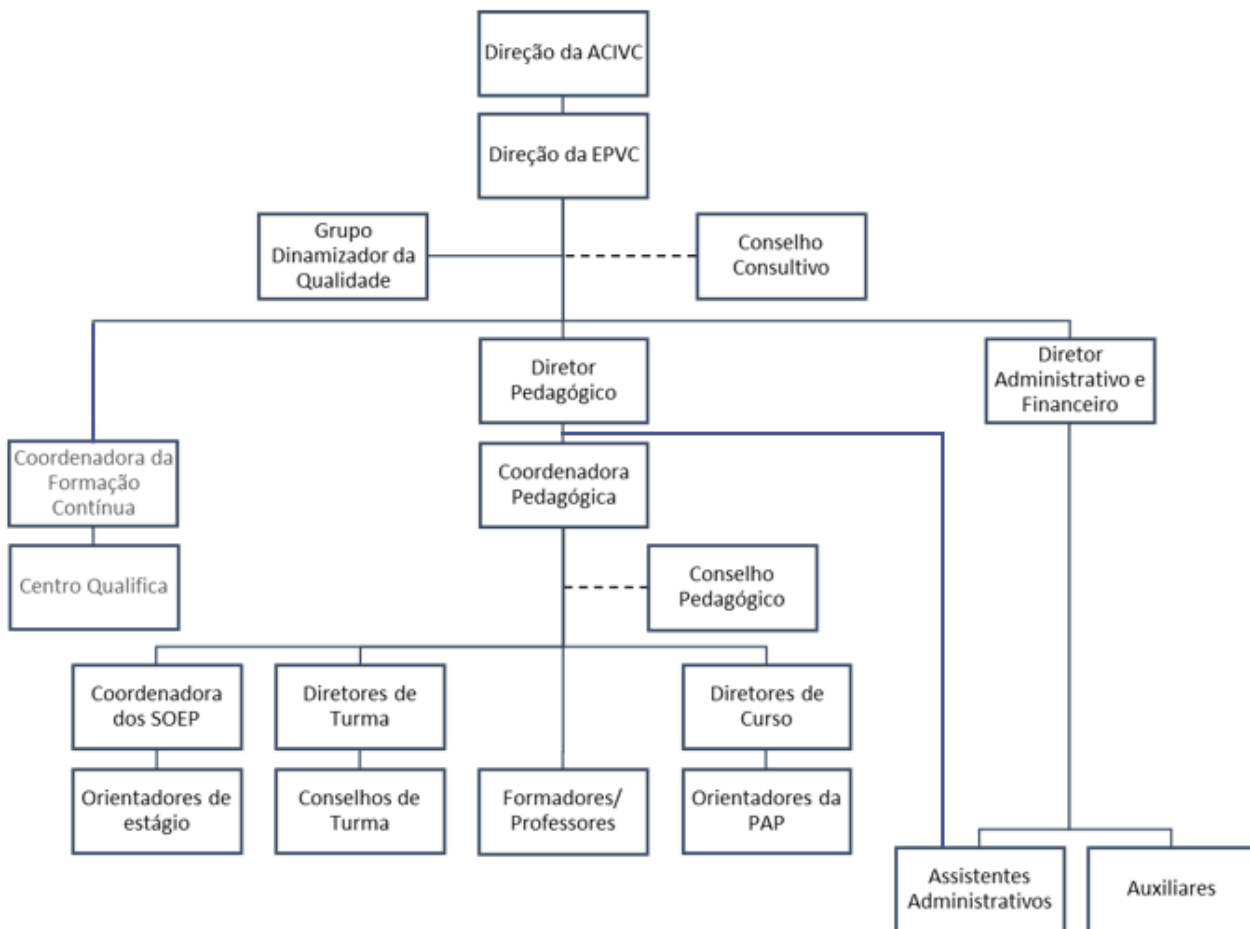 Direção da ACIVC
Direção da EPVC
Grupo
Dinamizador da
Qualidade
Conselho
Consultivo
Diretor
Pedagógico
Diretor
Administrativo e
Financeiro
Coordenadora da
Formação
Contínua
Coordenadora
Pedagógica
Centro Qualifica
Conselho
Pedagógico
Coordenadora
dos SOEP
Diretores de
Turma
Diretores de
Curso
Orientadores de
estágio
Conselhos de
Turma
Formadores/
Professores
Orientadores da
PAP
Assistentes
Administrativos
Auxiliares